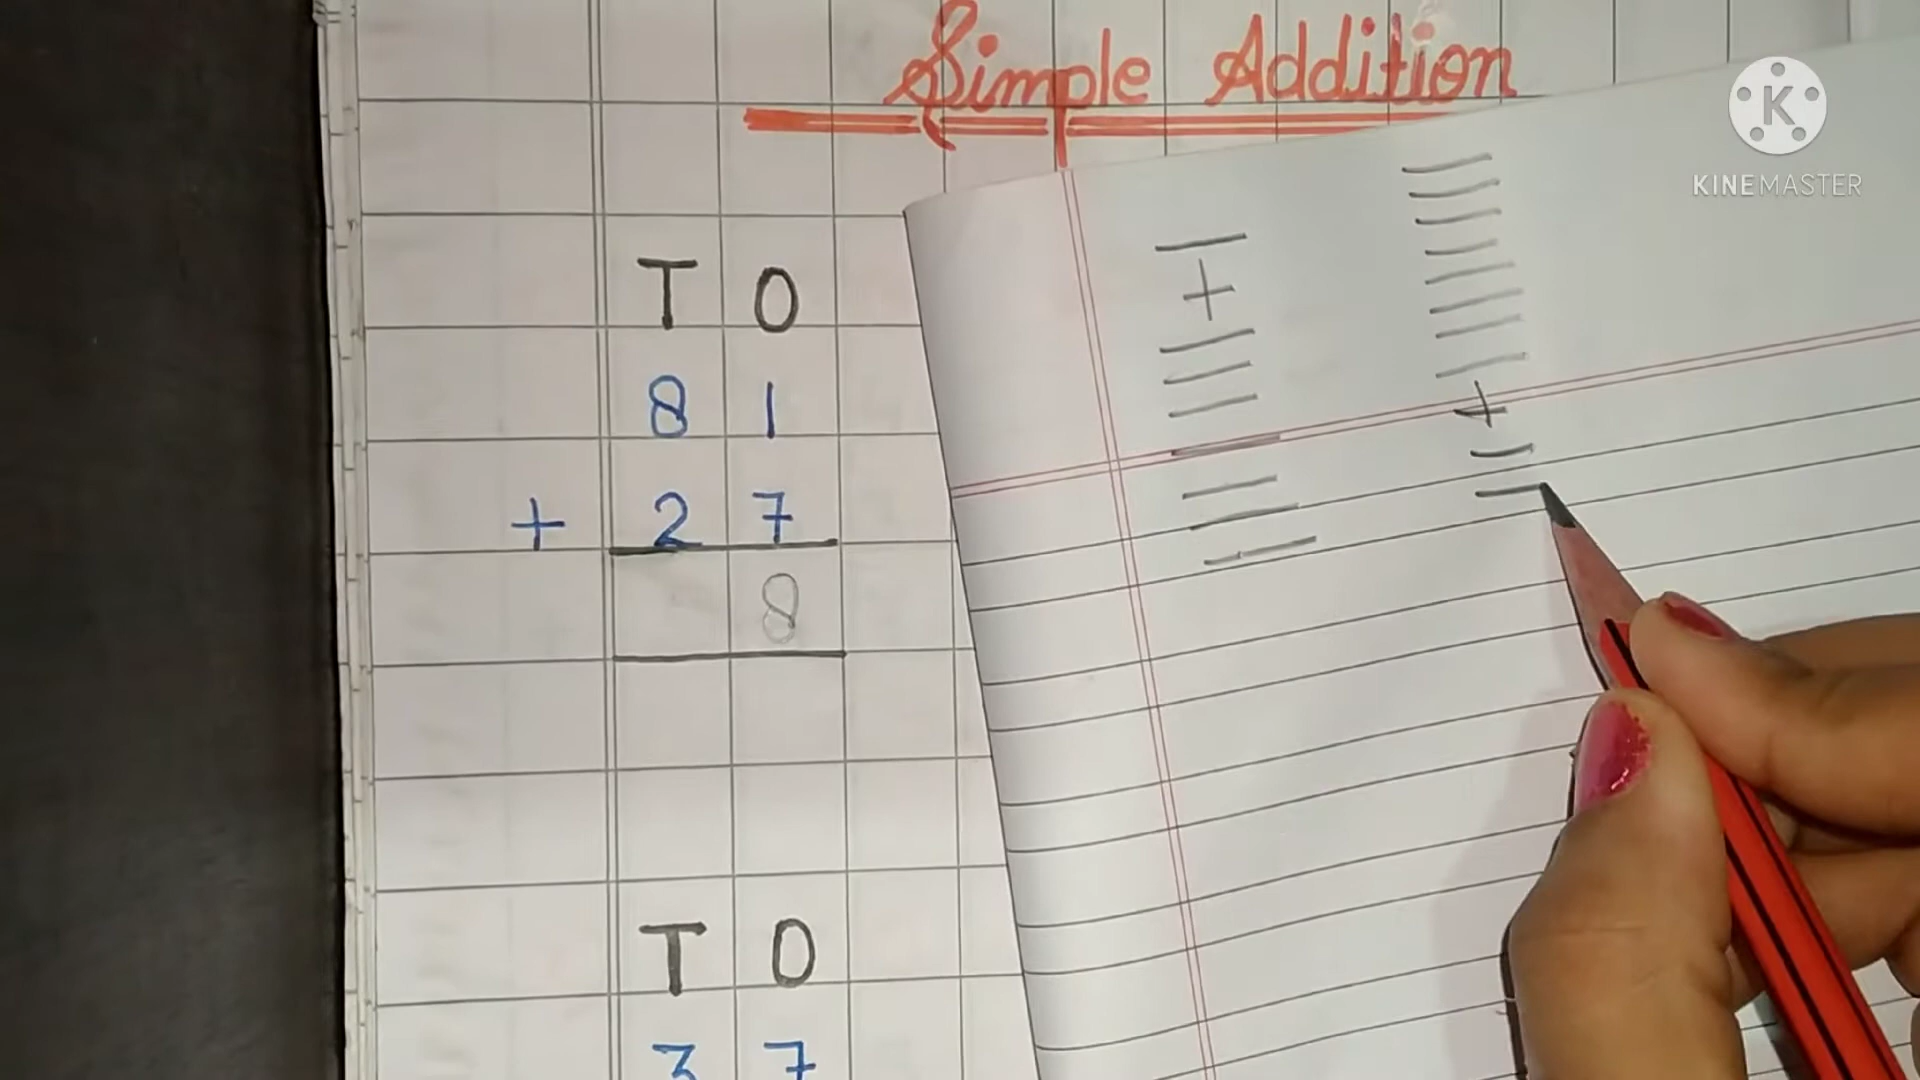 Simple Addition
KINEMASTER
T O
8 1
+ 2 7
8
+
+
T O
3 7